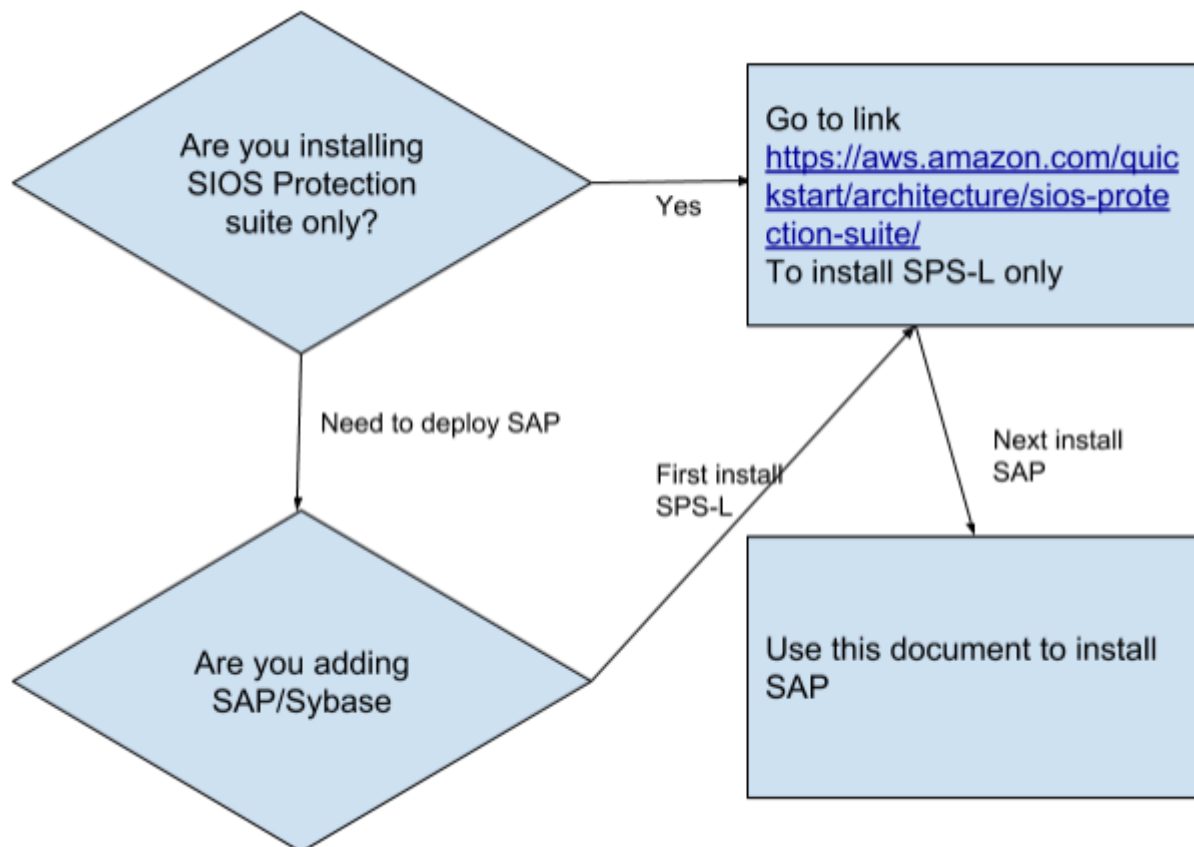 Are you installing
SIOS Protection
suite only?
Yes
Go to link
https://aws.amazon.com/quic
kstart/architecture/sios-prote
ction-suite/
To install SPS-L only
Need to deploy SAP
First install
SPS-L
Next install
SAP
Are you adding
SAP/Sybase
Use this document to install
SAP